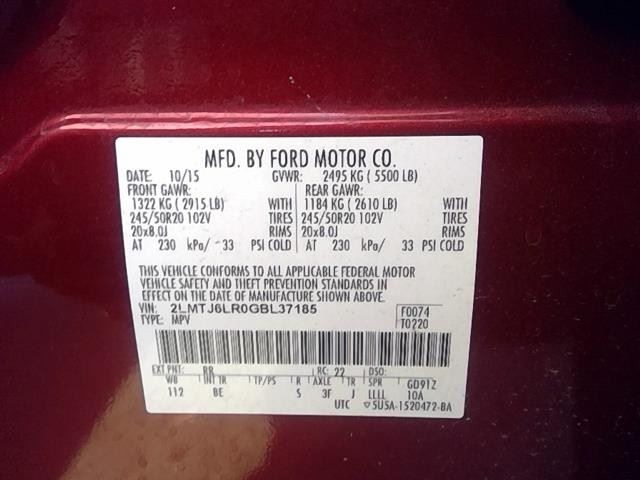 MFD. BY FORD MOTOR CO.
DATE: 10/15 GVWR: 2495 KG ( 5500 LB)
FRONT GAWR: REAR GAWR:
1322 KG ( 2915 LB) WITH 1184 KG ( 2610 LB) WITH
245/50R20 102V TIRES 245/50R20 102V TIRES
20x8.0J RIMS 20x8.0J RIMS
AT 230 kPa/ 33 PSI COLD AT 230 kPa/ 33 PSI COLD
THIS VEHICLE CONFORMS TO ALL APPLICABLE FEDERAL MOTOR
VEHICLE SAFETY AND THEFT PREVENTION STANDARDS IN
EFFECT ON THE DATE OF MANUFACTURE SHOWN ABOVE.
VIN: 2LMTJ6LR0GBL37185 F0074
TYPE: MPV T0220
EXT PNT: RR RC: 22 DSO:
WB INT TR TP/PS R AXLE TR SPR GD91Z
112 BE S 3F J LLLL 10A
UTC ▽5U5A-1520472-BA